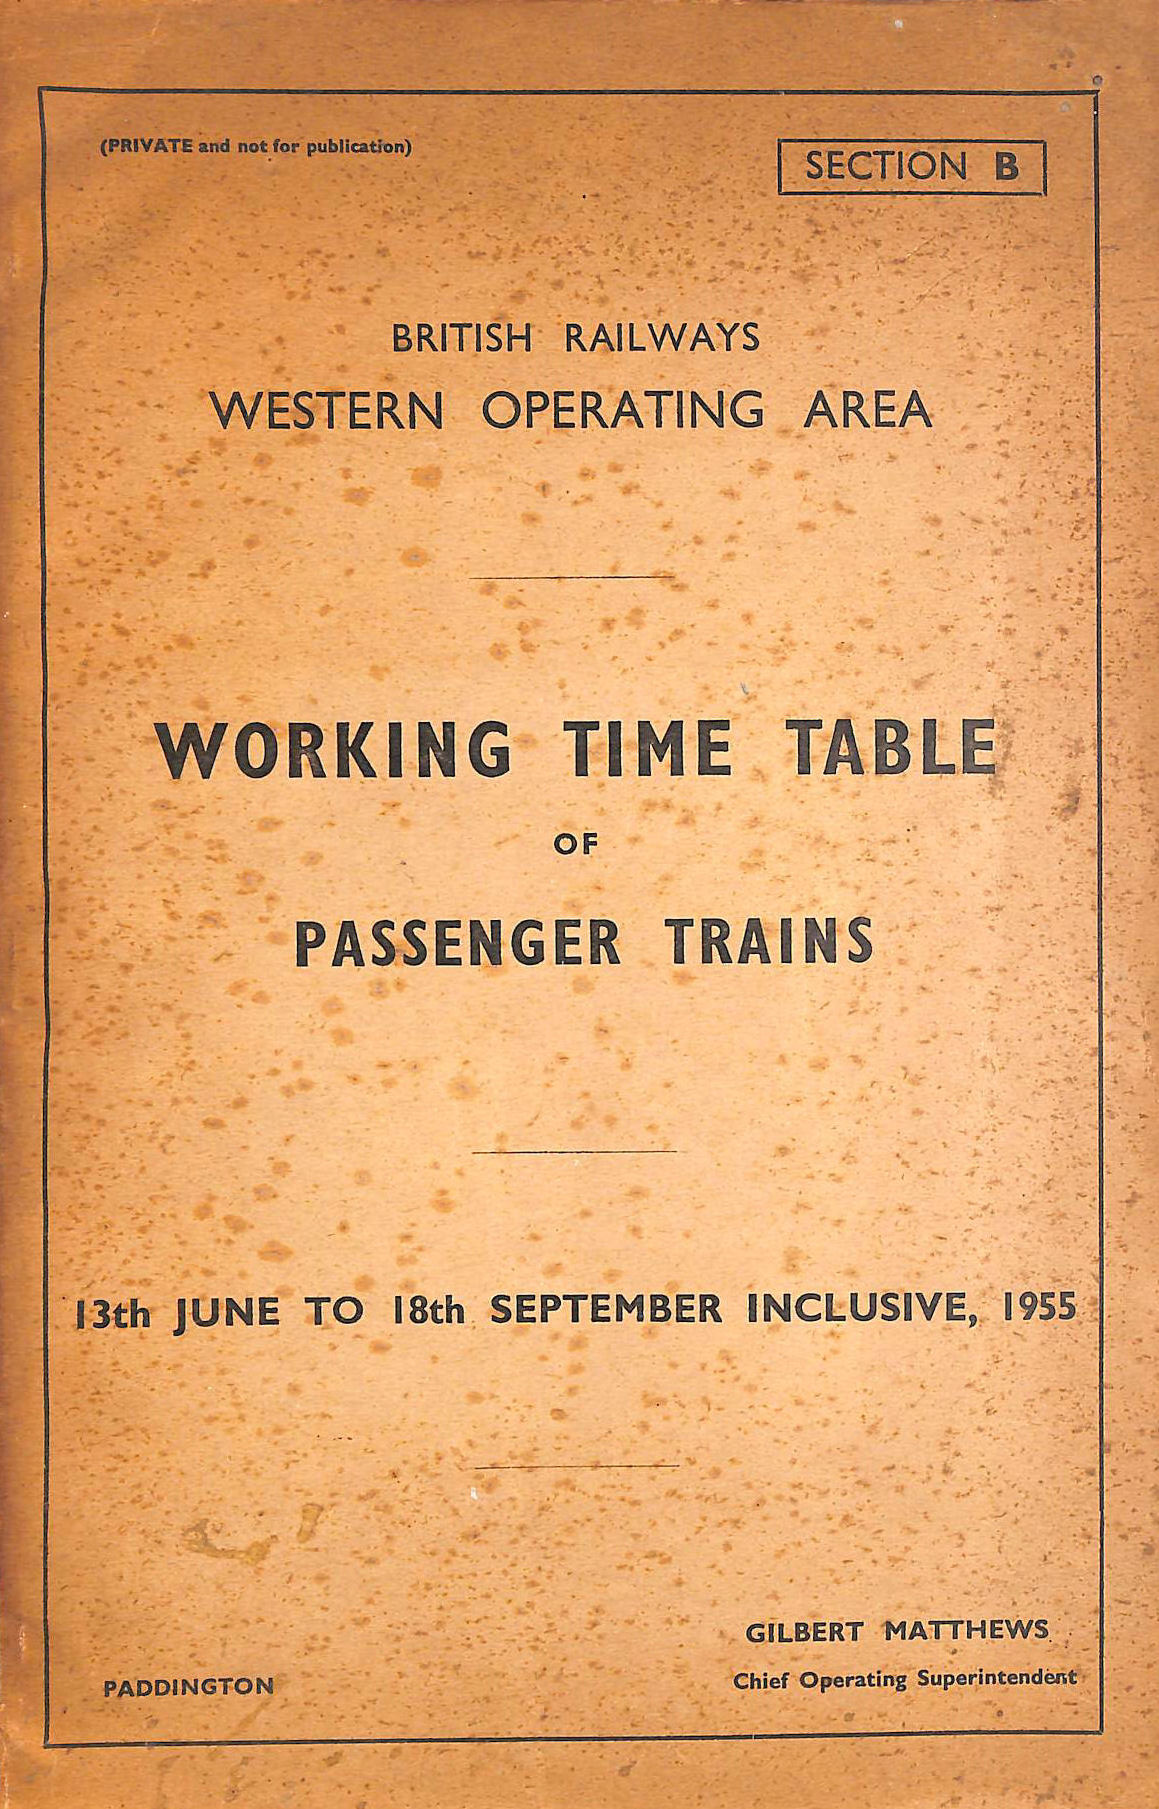 (PRIVATE and not for publication)
SECTION B
BRITISH RAILWAYS
WESTERN OPERATING AREA
WORKING TIME TABLE
OF
PASSENGER TRAINS
13th JUNE TO 18th SEPTEMBER INCLUSIVE, 1955
GILBERT MATTHEWS
Chief Operating Superintendent
PADDINGTON